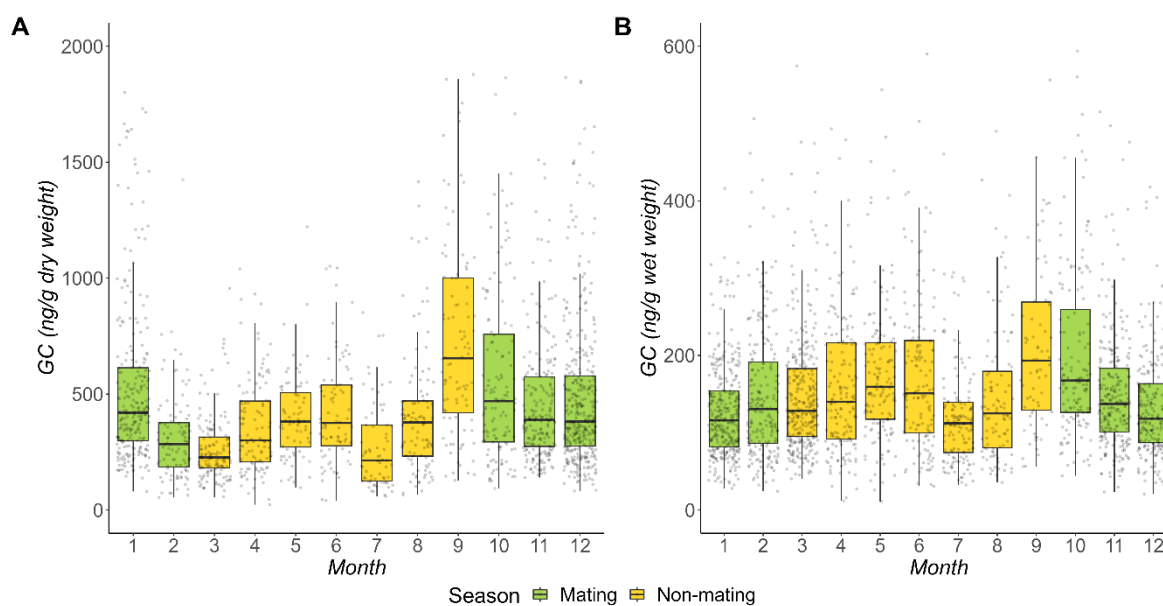 A
GC (ng/g dry weight)
2000
1500
1000
500
0
1 2 3 4 5 6 7 8 9 10 11 12
Month
B
GC (ng/g wet weight)
600
400
200
0
1 2 3 4 5 6 7 8 9 10 11 12
Month
Season Mating Non-mating